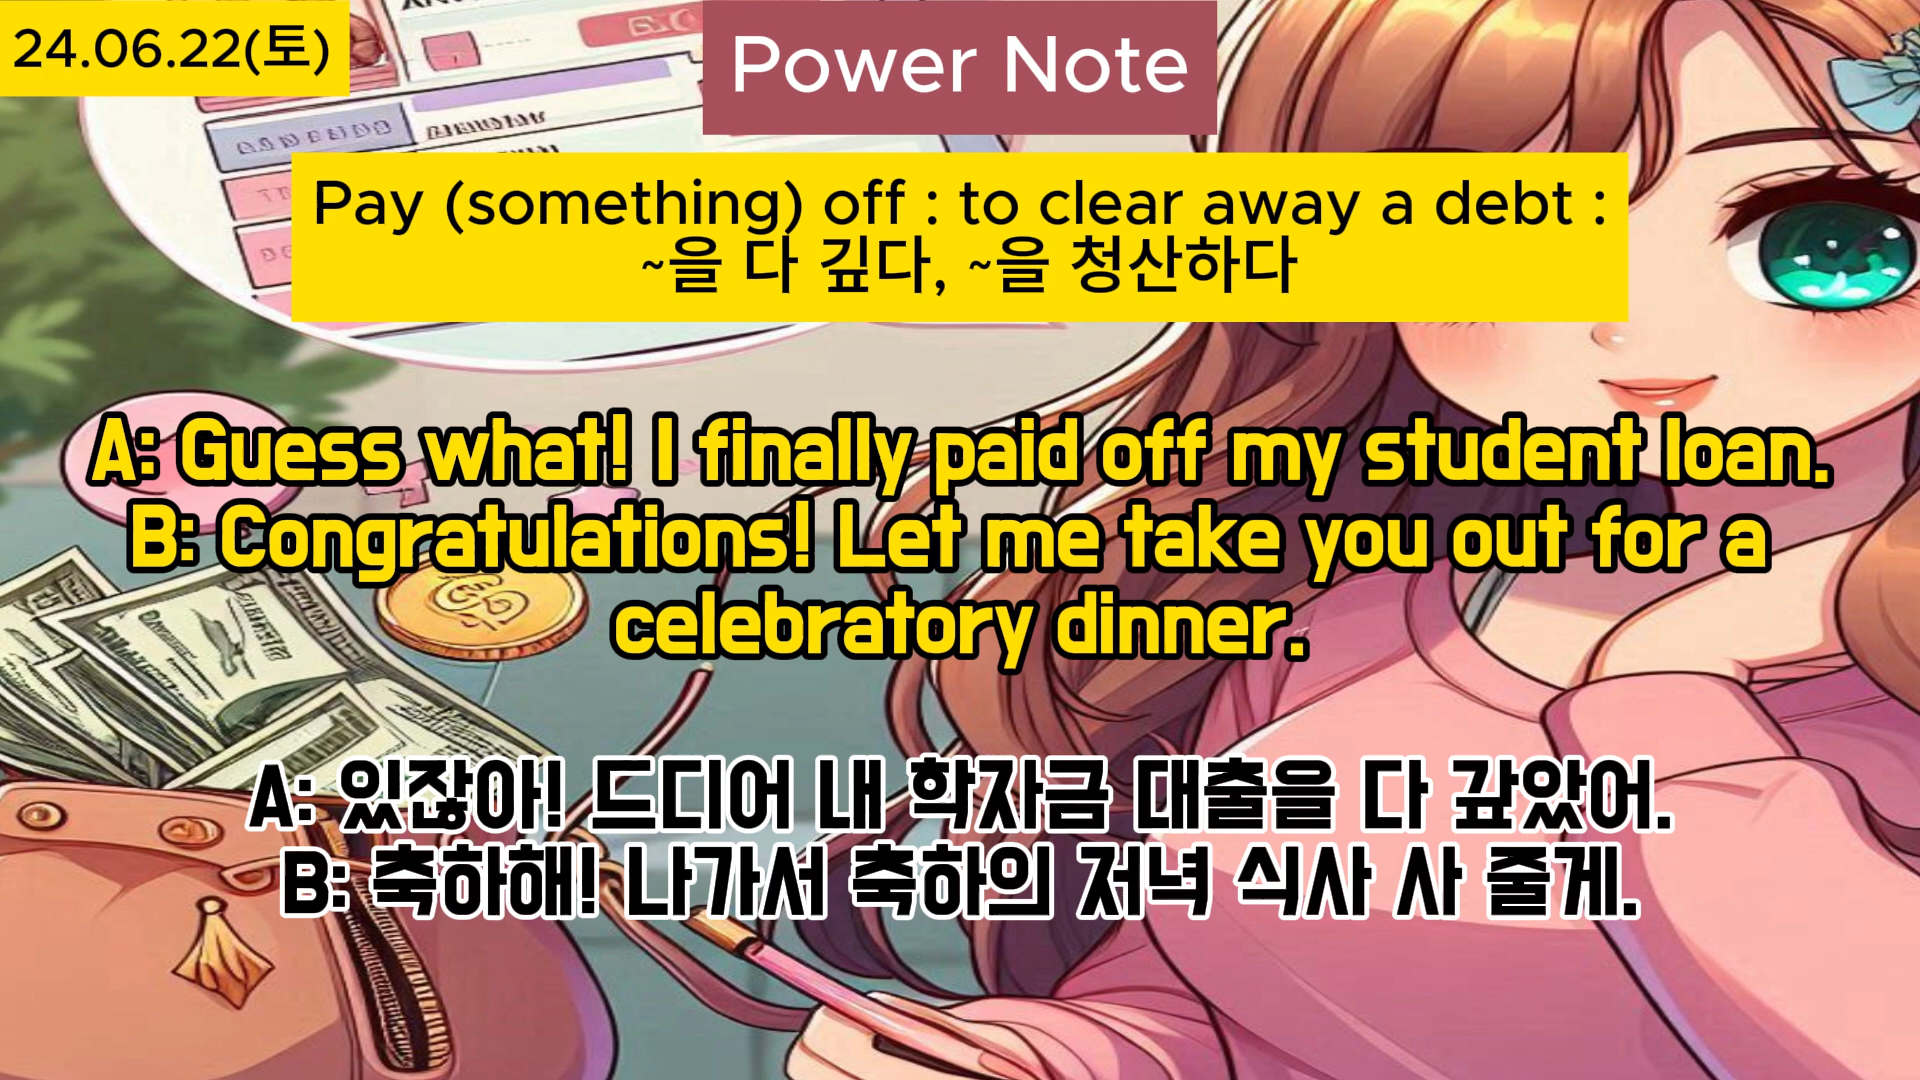 24.06.22(토)
Power Note
Pay (something) off : to clear away a debt :
~을 다 깊다, ~을 청산하다
A: Guess what! I finally paid off my student loan.
B: Congratulations! Let me take you out for a
celebratory dinner.
A: 있잖아! 드디어 내 학자금 대출을 다 갚았어.
B: 축하해! 나가서 축하의 저녁 식사 사 줄게.